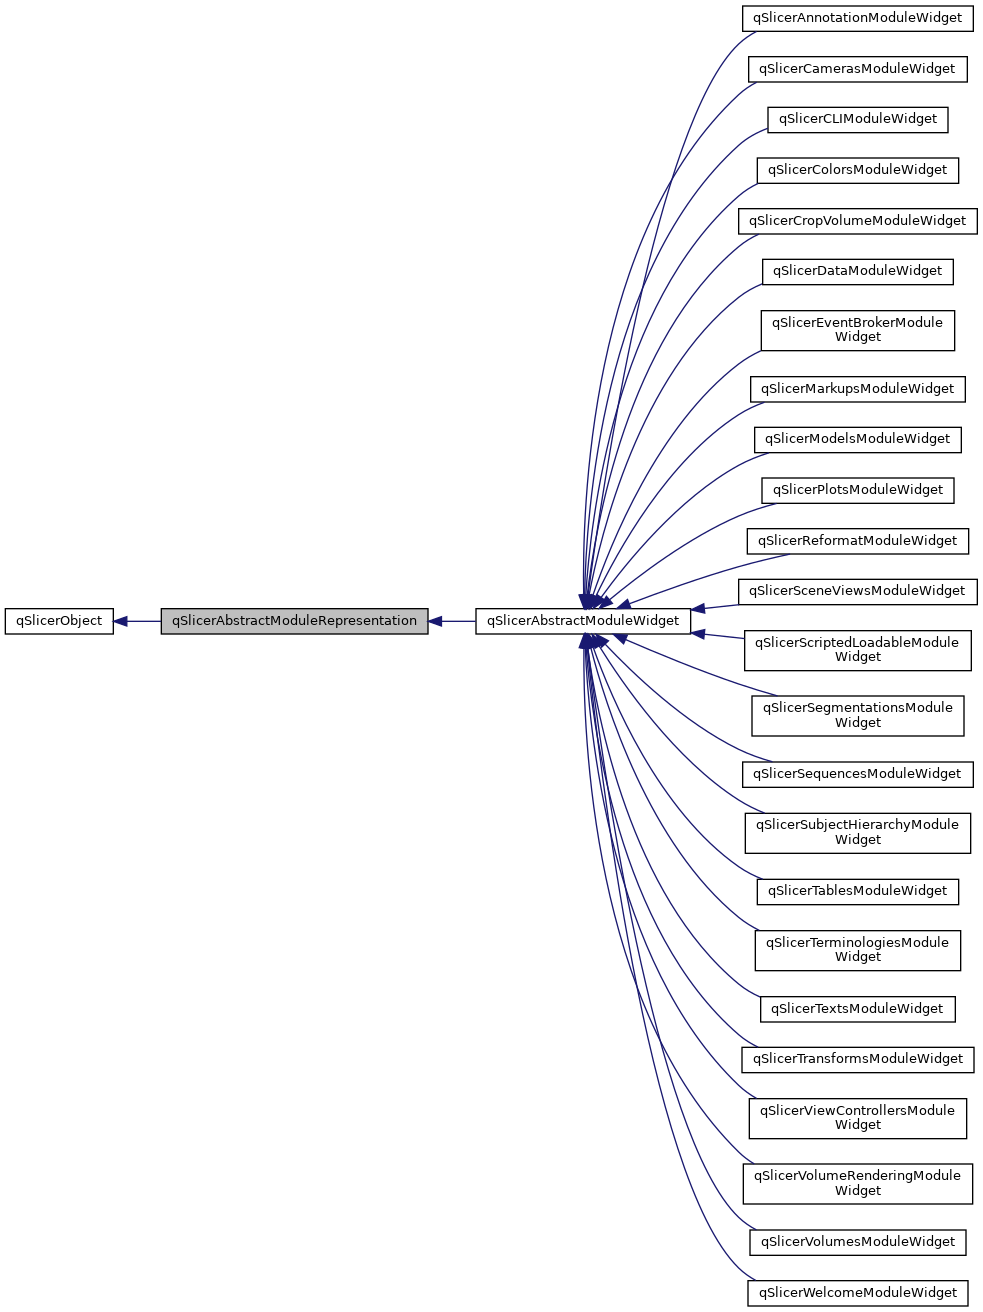 qSlicerAnnotationModuleWidget
qSlicerCamerasModuleWidget
qSlicerCLIModuleWidget
qSlicerColorsModuleWidget
qSlicerCropVolumeModuleWidget
qSlicerDataModuleWidget
qSlicerEventBrokerModule
Widget
qSlicerMarkupsModuleWidget
qSlicerModelsModuleWidget
qSlicerPlotsModuleWidget
qSlicerReformatModuleWidget
qSlicerSceneViewsModuleWidget
qSlicerObject
qSlicerAbstractModuleRepresentation
qSlicerAbstractModuleWidget
qSlicerScriptedLoadableModule
Widget
qSlicerSegmentationsModule
Widget
qSlicerSequencesModuleWidget
qSlicerSubjectHierarchyModule
Widget
qSlicerTablesModuleWidget
qSlicerTerminologiesModule
Widget
qSlicerTextsModuleWidget
qSlicerTransformsModuleWidget
qSlicerViewControllersModule
Widget
qSlicerVolumeRenderingModule
Widget
qSlicerVolumesModuleWidget
qSlicerWelcomeModuleWidget